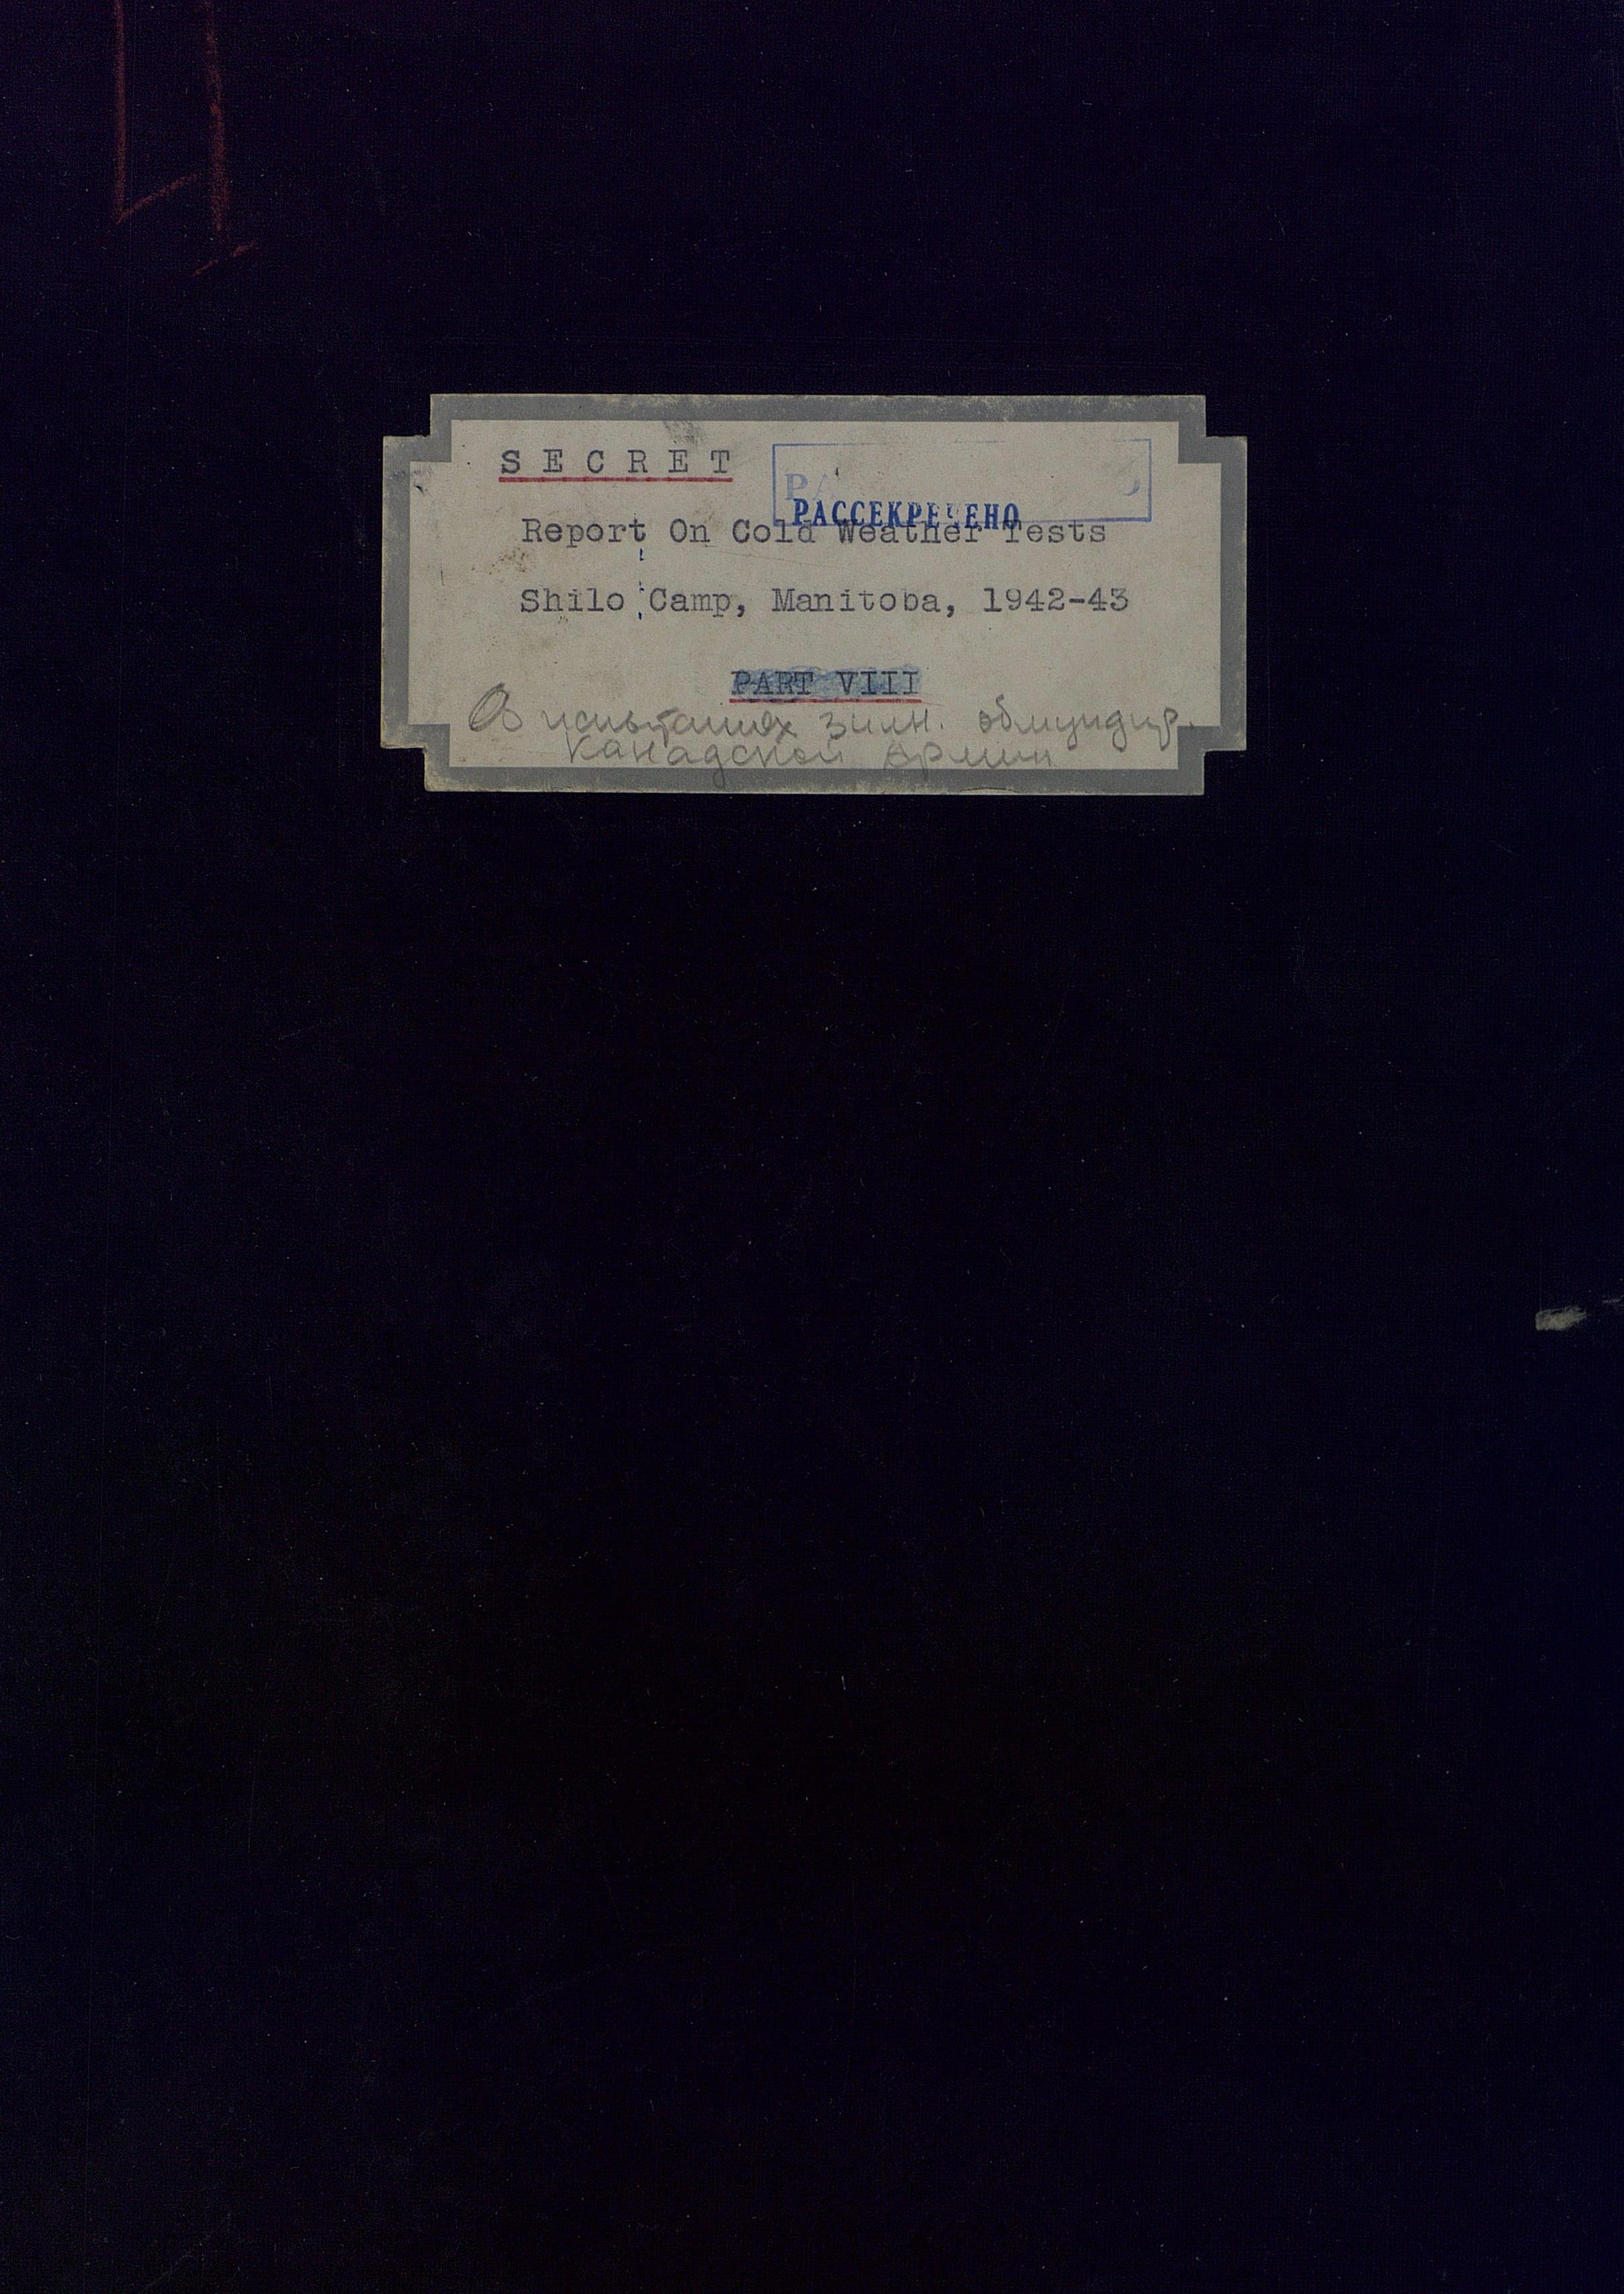 S E C R E T
РАССЕКРЕЧЕНО
Report On Cold Weather Tests
Shilo Camp, Manitoba, 1942-43
PART VIII
Об испытаниях зимн. обмундир.
Канадской Армии